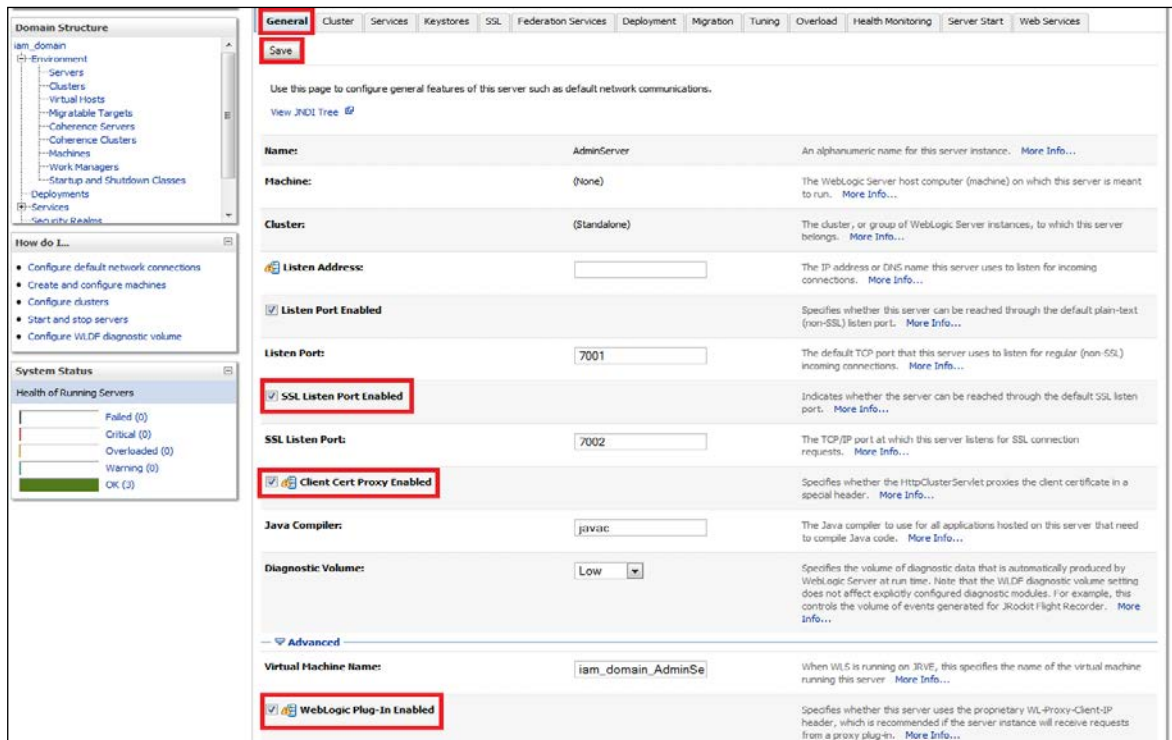 Domain Structure
iam_domain
Environment
Servers
Clusters
Virtual Hosts
Migratable Targets
Coherence Servers
Coherence Clusters
Machines
Work Managers
Startup and Shutdown Classes
Deployments
Services
Security Realms
How do I...
Configure default network connections
Create and configure machines
Configure clusters
Start and stop servers
Configure WLDF diagnostic volume
System Status
Health of Running Servers
Failed (0)
Critical (0)
Overloaded (0)
Warning (0)
OK (3)
General Cluster Services Keystores SSL Federation Services Deployment Migration Tuning Overload Health Monitoring Server Start Web Services
Save
Use this page to configure general features of this server such as default network communications.
View JNDI Tree
Name: AdminServer An alphanumeric name for this server instance. More Info...
Machine: (None) The WebLogic Server host computer (machine) on which this server is meant
to run. More Info...
Cluster: (Standalone) The cluster, or group of WebLogic Server instances, to which this server
belongs. More Info...
Listen Address: The IP address or DNS name this server uses to listen for incoming
connections. More Info...
Listen Port Enabled Specifies whether this server can be reached through the default plain-text
(non-SSL) listen port. More Info...
Listen Port: 7001 The default TCP port that this server uses to listen for regular (non-SSL)
incoming connections. More Info...
SSL Listen Port Enabled Indicates whether the server can be reached through the default SSL listen
port. More Info...
SSL Listen Port: 7002 The TCP/IP port at which this server listens for SSL connection
requests. More Info...
Client Cert Proxy Enabled Specifies whether the HttpClusterServlet proxies the client certificate in a
special header. More Info...
Java Compiler: javac The Java compiler to use for all applications hosted on this server that need
to compile Java code. More Info...
Diagnostic Volume: Low Specifies the volume of diagnostic data that is automatically produced by
WebLogic Server at run time. Note that the WLDF diagnostic volume setting
does not affect explicitly configured diagnostic modules. For example, this
controls the volume of events generated for JRockit Flight Recorder. More
Info...
Advanced
Virtual Machine Name: iam_domain_AdminSe When WLS is running on JRVE, this specifies the name of the virtual machine
running this server More Info...
WebLogic Plug-In Enabled Specifies whether this server uses the proprietary WL-Proxy-Client-IP
header, which is recommended if the server instance will receive requests
from a proxy plug-in. More Info...